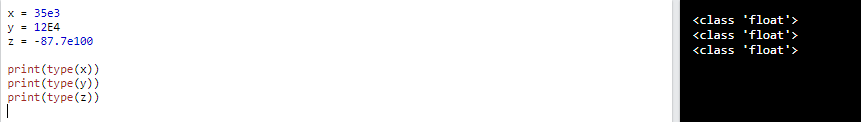 x = 35e3
y = 12E4
z = -87.7e100
print(type(x))
print(type(y))
print(type(z))
<class 'float'>
<class 'float'>
<class 'float'>